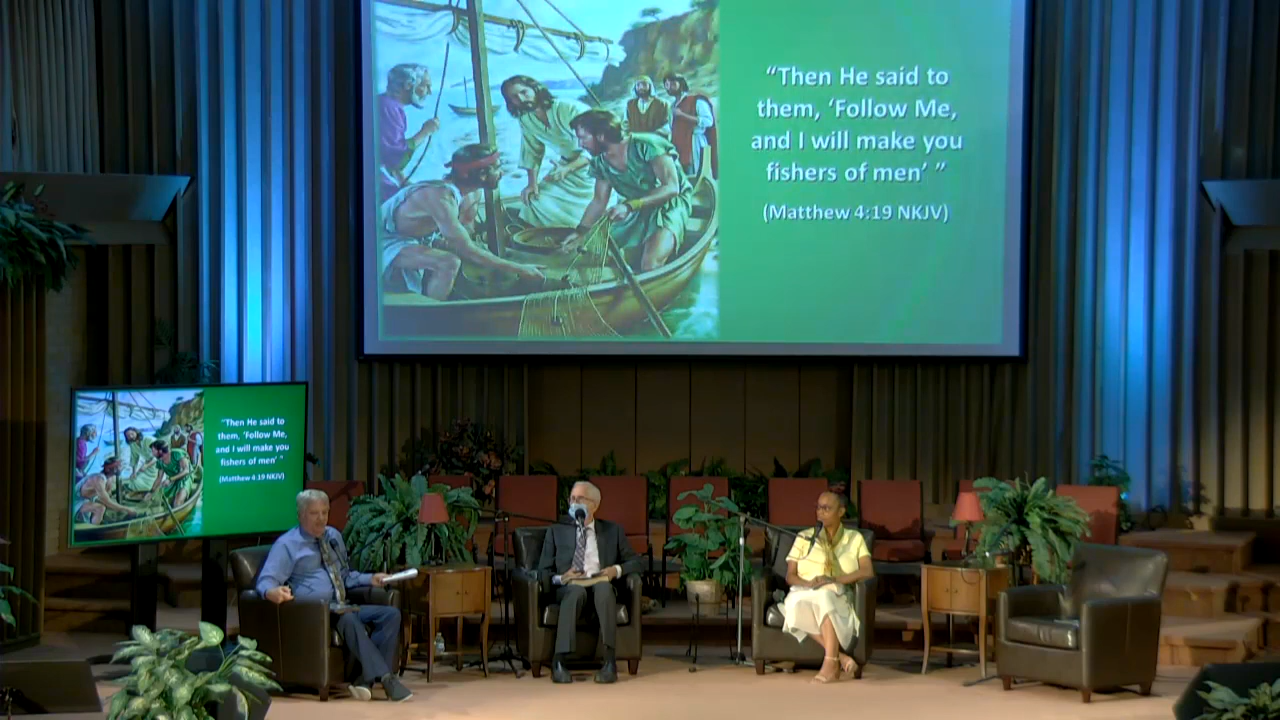 “Then He said to
them, ‘Follow Me,
and I will make you
fishers of men’ ”
(Matthew 4:19 NKJV)
“Then He said to
them, ‘Follow Me,
and I will make you
fishers of men’ ”
(Matthew 4:19 NKJV)